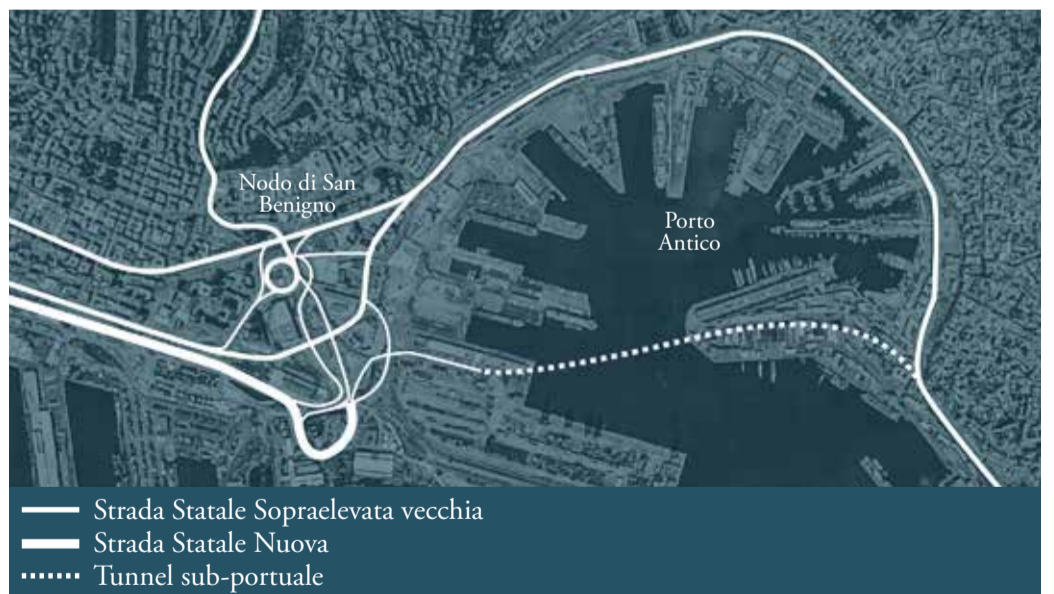 Nodo di San
Benigno
Porto
Antico
Strada Statale Sopraelevata vecchia
Strada Statale Nuova
Tunnel sub-portuale